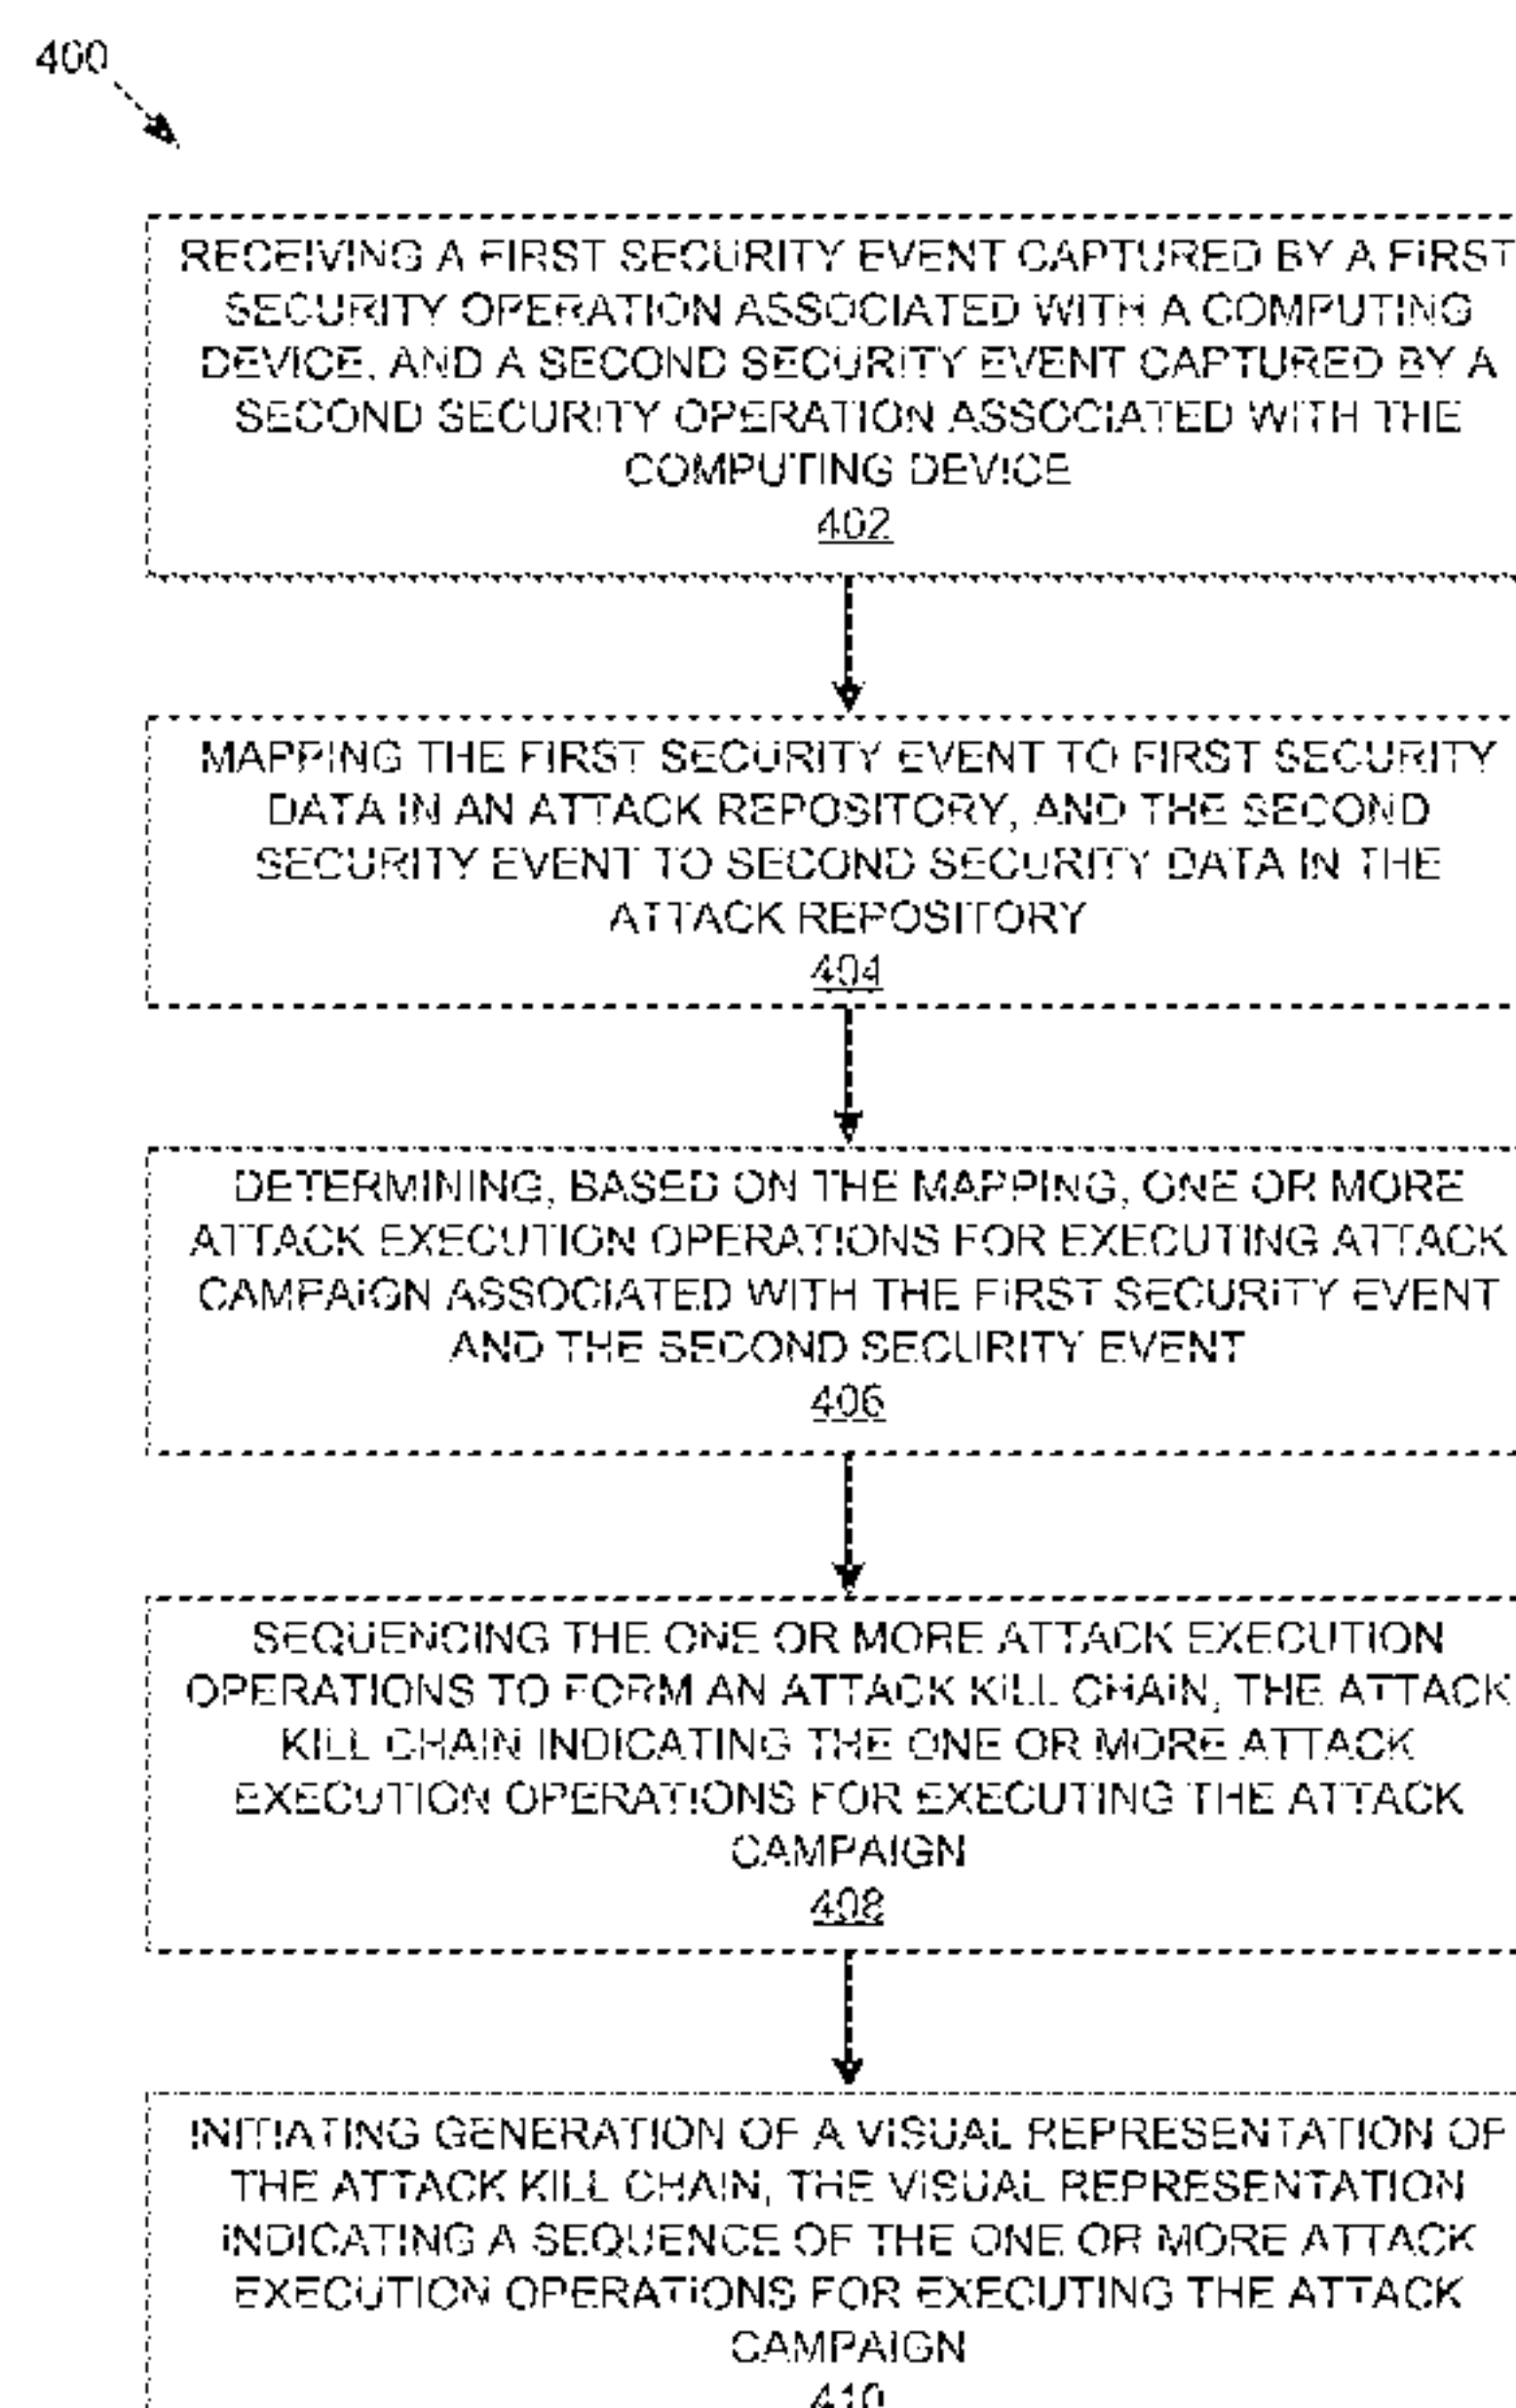 400
RECEIVING A FIRST SECURITY EVENT CAPTURED BY A FIRST
SECURITY OPERATION ASSOCIATED WITH A COMPUTING
DEVICE, AND A SECOND SECURITY EVENT CAPTURED BY A
SECOND SECURITY OPERATION ASSOCIATED WITH THE
COMPUTING DEVICE
402
MAPPING THE FIRST SECURITY EVENT TO FIRST SECURITY
DATA IN AN ATTACK REPOSITORY, AND THE SECOND
SECURITY EVENT TO SECOND SECURITY DATA IN THE
ATTACK REPOSITORY
404
DETERMINING, BASED ON THE MAPPING, ONE OR MORE
ATTACK EXECUTION OPERATIONS FOR EXECUTING ATTACK
CAMPAIGN ASSOCIATED WITH THE FIRST SECURITY EVENT
AND THE SECOND SECURITY EVENT
406
SEQUENCING THE ONE OR MORE ATTACK EXECUTION
OPERATIONS TO FORM AN ATTACK KILL CHAIN, THE ATTACK
KILL CHAIN INDICATING THE ONE OR MORE ATTACK
EXECUTION OPERATIONS FOR EXECUTING THE ATTACK
CAMPAIGN
408
INITIATING GENERATION OF A VISUAL REPRESENTATION OF
THE ATTACK KILL CHAIN, THE VISUAL REPRESENTATION
INDICATING A SEQUENCE OF THE ONE OR MORE ATTACK
EXECUTION OPERATIONS FOR EXECUTING THE ATTACK
CAMPAIGN
410